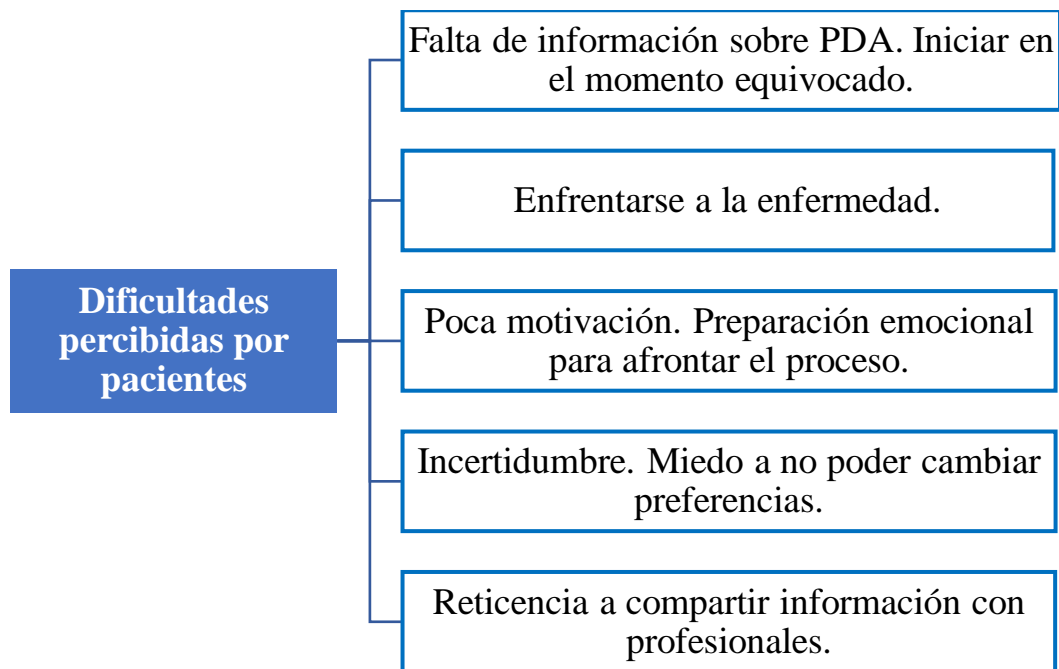 Falta de información sobre PDA. Iniciar en
el momento equivocado.
Enfrentarse a la enfermedad.
Dificultades
percibidas por
pacientes
Poca motivación. Preparación emocional
para afrontar el proceso.
Incertidumbre. Miedo a no poder cambiar
preferencias.
Reticencia a compartir información con
profesionales.